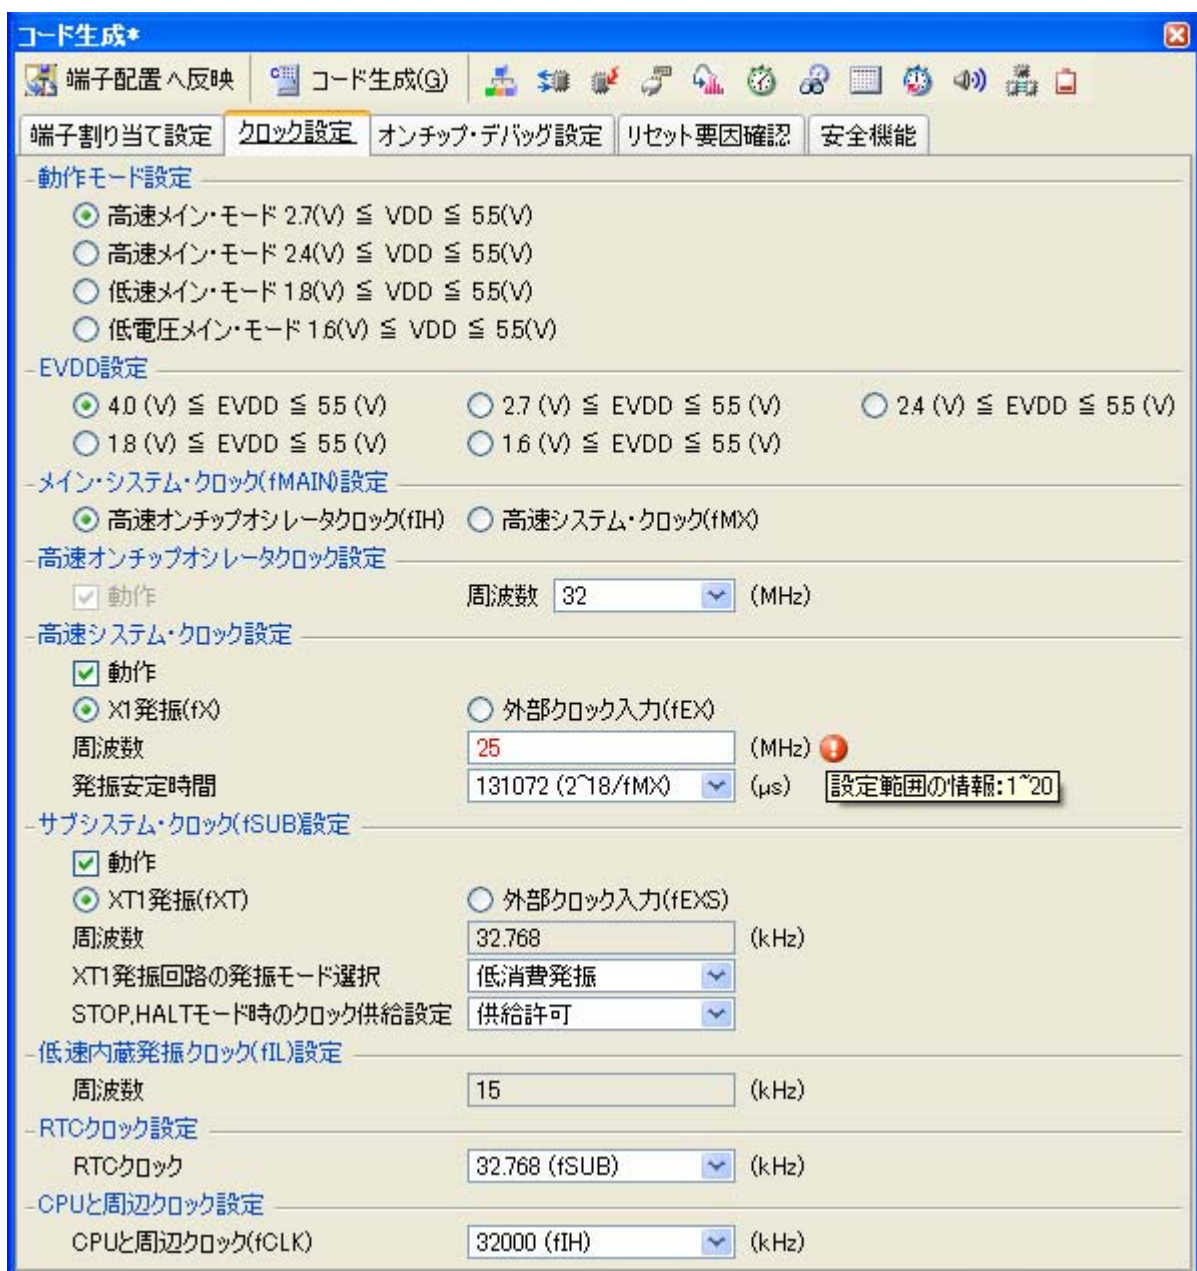 コード生成*
端子配置へ反映 コード生成(G)
端子割り当て設定 クロック設定 オンチップ・デバッグ設定 リセット要因確認 安全機能
動作モード設定
高速メイン・モード 2.7(V) ≦ VDD ≦ 5.5(V)
高速メイン・モード 2.4(V) ≦ VDD ≦ 5.5(V)
低速メイン・モード 1.8(V) ≦ VDD ≦ 5.5(V)
低電圧メイン・モード 1.6(V) ≦ VDD ≦ 5.5(V)
EVDD設定
4.0 (V) ≦ EVDD ≦ 5.5 (V) 2.7 (V) ≦ EVDD ≦ 5.5 (V) 2.4 (V) ≦ EVDD ≦ 5.5 (V)
1.8 (V) ≦ EVDD ≦ 5.5 (V) 1.6 (V) ≦ EVDD ≦ 5.5 (V)
メイン・システム・クロック(fMAIN)設定
高速オンチップオシレータクロック(fIH) 高速システム・クロック(fMX)
高速オンチップオシレータクロック設定
動作 周波数 32 (MHz)
高速システム・クロック設定
動作
X1発振(fX) 外部クロック入力(fEX)
周波数 25 (MHz)
発振安定時間 131072 (2^18/fMX) (μs) 設定範囲の情報:1~20
サブシステム・クロック(fSUB)設定
動作
XT1発振(fXT) 外部クロック入力(fEXS)
周波数 32.768 (kHz)
XT1発振回路の発振モード選択 低消費発振
STOP,HALTモード時のクロック供給設定 供給許可
低速内蔵発振クロック(fIL)設定
周波数 15 (kHz)
RTCクロック設定
RTCクロック 32.768 (fSUB) (kHz)
CPUと周辺クロック設定
CPUと周辺クロック(fCLK) 32000 (fIH) (kHz)